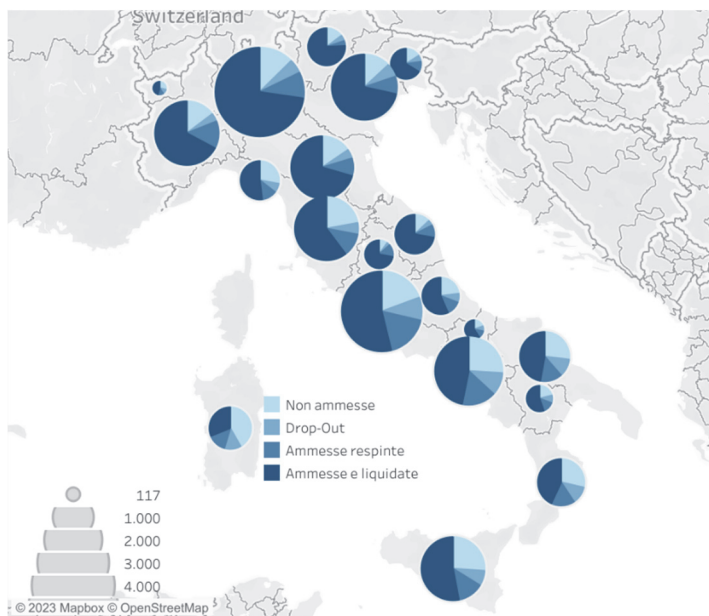 Switzerland
Non ammesse
Drop-Out
Ammesse respinte
Ammesse e liquidate
117
1.000
2.000
3.000
4.000
© 2023 Mapbox © OpenStreetMap